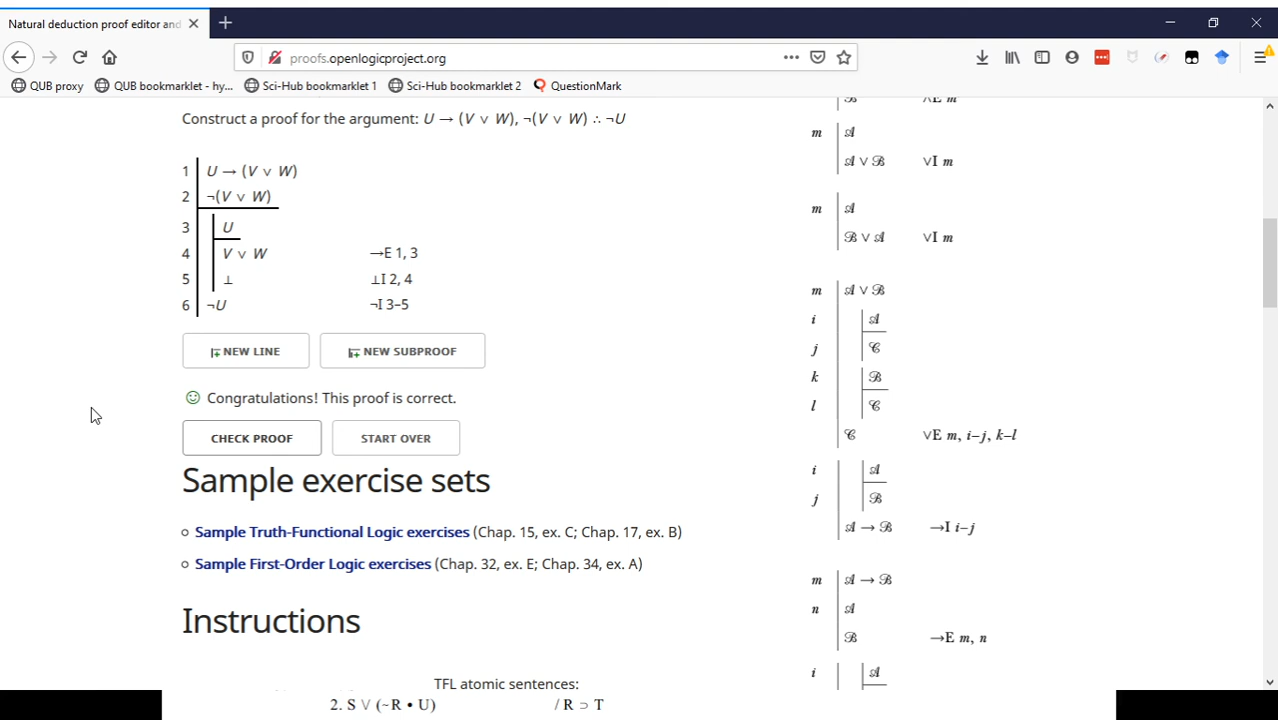 Natural deduction proof editor and
proofs.openlogicproject.org
QUB proxy QUB bookmarklet - hy... Sci-Hub bookmarklet 1 Sci-Hub bookmarklet 2 QuestionMark
Construct a proof for the argument: U → (V ∨ W), ¬(V ∨ W) ∴ ¬U
1 U → (V ∨ W)
2 ¬(V ∨ W)
3 U
4 V ∨ W →E 1, 3
5 ⊥ ⊥I 2, 4
6 ¬U ¬I 3–5
NEW LINE NEW SUBPROOF
Congratulations! This proof is correct.
CHECK PROOF START OVER
Sample exercise sets
Sample Truth-Functional Logic exercises (Chap. 15, ex. C; Chap. 17, ex. B)
Sample First-Order Logic exercises (Chap. 32, ex. E; Chap. 34, ex. A)
Instructions
TFL atomic sentences:
2. S ∨ (~R • U) / R ⊃ T
ℬ ∨E m
m 𝒜
𝒜 ∨ ℬ ∨I m
m 𝒜
ℬ ∨ 𝒜 ∨I m
m 𝒜 ∨ ℬ
i 𝒜
j 𝒞
k ℬ
l 𝒞
𝒞 ∨E m, i–j, k–l
i 𝒜
j ℬ
𝒜 → ℬ →I i–j
m 𝒜 → ℬ
n 𝒜
ℬ →E m, n
i 𝒜